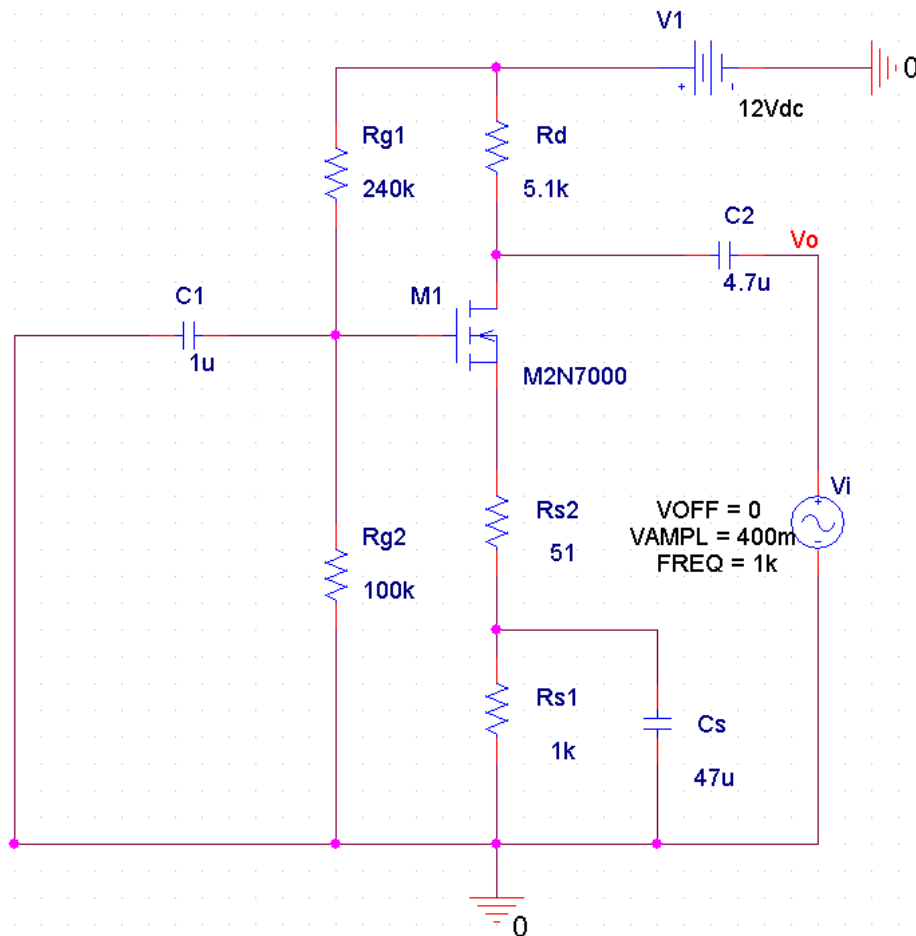 V1
0
12Vdc
Rg1
240k
Rd
5.1k
C2
Vo
4.7u
C1
1u
M1
M2N7000
Vi
VOFF = 0
VAMPL = 400m
FREQ = 1k
Rs2
51
Rg2
100k
Rs1
1k
Cs
47u
0